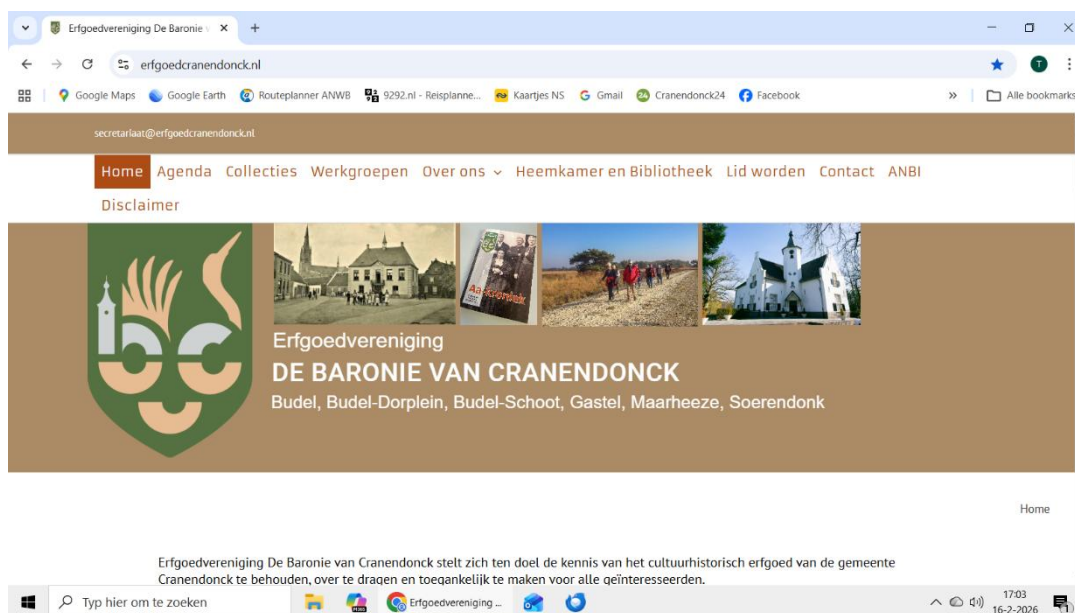 Erfgoedvereniging De Baronie v
erfgoedcranendonck.nl
T
Google Maps Google Earth Routeplanner ANWB 9292.nl - Reisplanne... Kaartjes NS Gmail Cranendonck24 Facebook » Alle bookmarks
secretariaat@erfgoedcranendonck.nl
Home Agenda Collecties Werkgroepen Over ons Heemkamer en Bibliotheek Lid worden Contact ANBI
Disclaimer
bc
Aa-kroniek
Erfgoedvereniging
DE BARONIE VAN CRANENDONCK
Budel, Budel-Dorplein, Budel-Schoot, Gastel, Maarheeze, Soerendonk
Home
Erfgoedvereniging De Baronie van Cranendonck stelt zich ten doel de kennis van het cultuurhistorisch erfgoed van de gemeente
Cranendonck te behouden, over te dragen en toegankelijk te maken voor alle geïnteresseerden.
Typ hier om te zoeken Erfgoedvereniging ... 17:03
16-2-2026